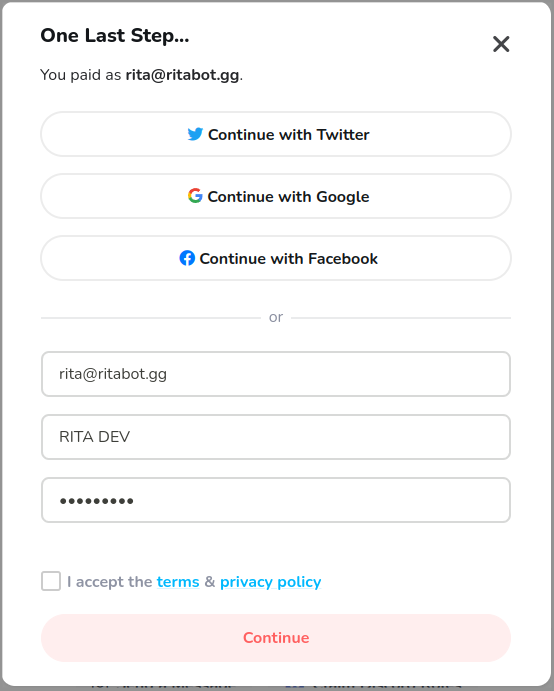 One Last Step...
You paid as rita@ritabot.gg.
Continue with Twitter
Continue with Google
Continue with Facebook
or
rita@ritabot.gg
RITA DEV
•••••••••
I accept the terms & privacy policy
Continue